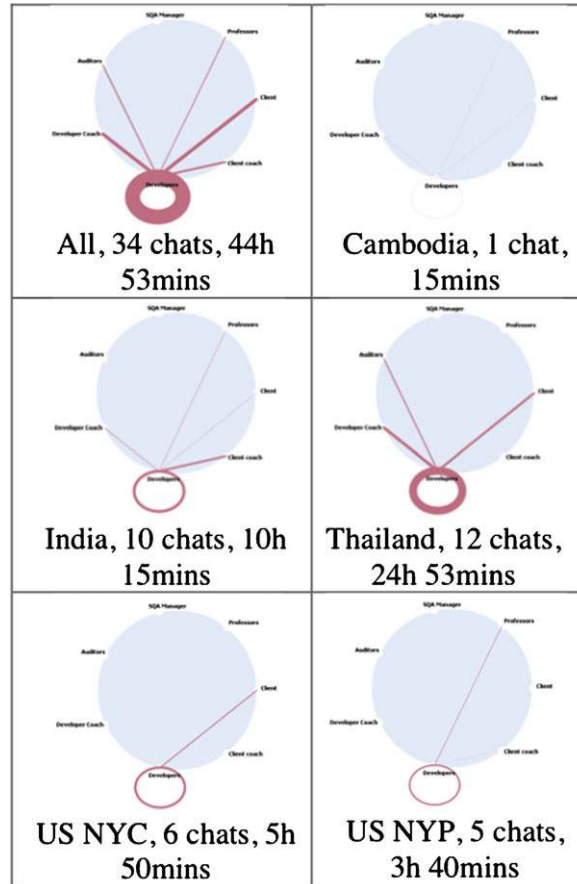 SQA Manager
Professors
Auditors
Client
Developer Coach
Client coach
Developers
All, 34 chats, 44h
53mins
SQA Manager
Professors
Auditors
Client
Developer Coach
Client coach
Developers
Cambodia, 1 chat,
15mins
SQA Manager
Professors
Auditors
Client
Developer Coach
Client coach
Developers
India, 10 chats, 10h
15mins
SQA Manager
Professors
Auditors
Client
Developer Coach
Client coach
Developers
Thailand, 12 chats,
24h 53mins
SQA Manager
Professors
Auditors
Client
Developer Coach
Client coach
Developers
US NYC, 6 chats, 5h
50mins
SQA Manager
Professors
Auditors
Client
Developer Coach
Client coach
Developers
US NYP, 5 chats,
3h 40mins